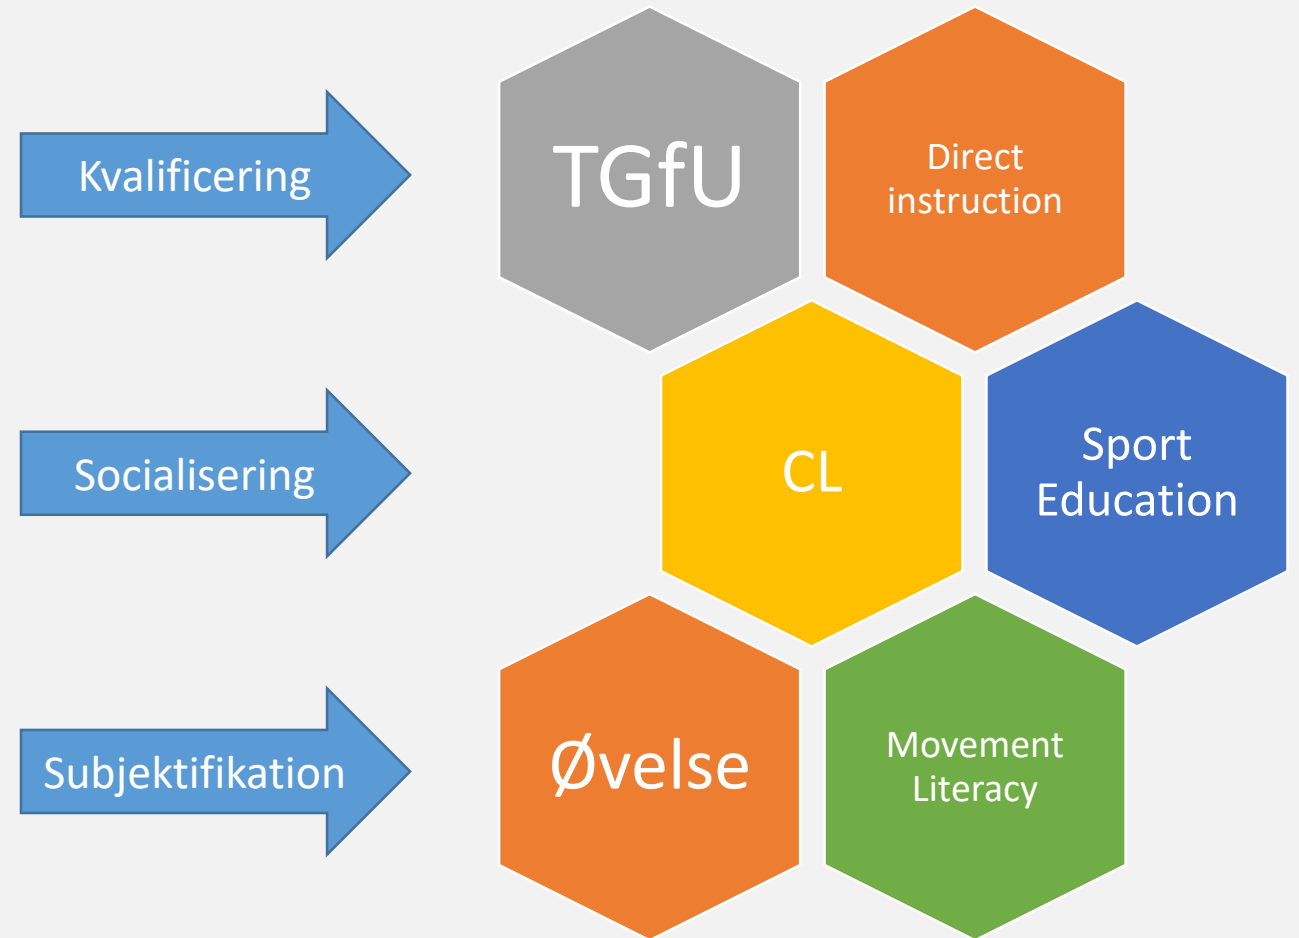 Kvalificering
TGfU
Direct
instruction
Socialisering
CL
Sport
Education
Subjektifikation
Øvelse
Movement
Literacy